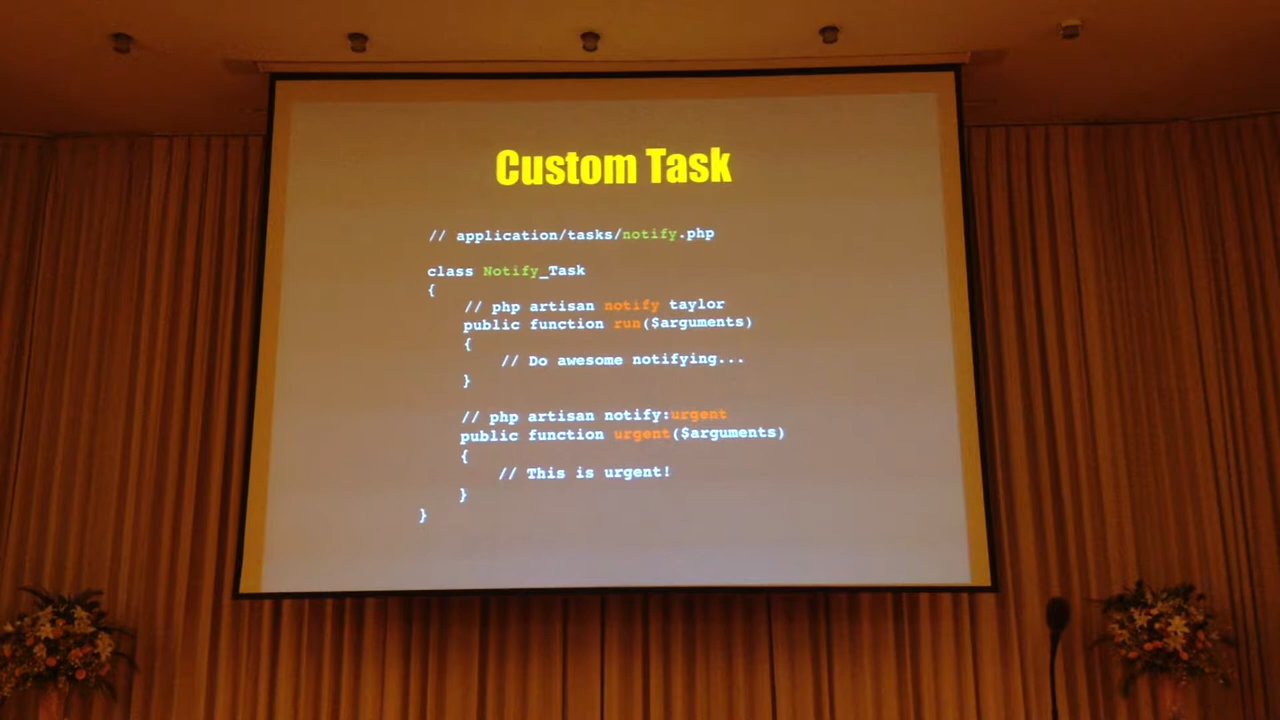 Custom Task
// application/tasks/notify.php
class Notify_Task
{
// php artisan notify taylor
public function run($arguments)
{
// Do awesome notifying...
}
// php artisan notify:urgent
public function urgent($arguments)
{
// This is urgent!
}
}